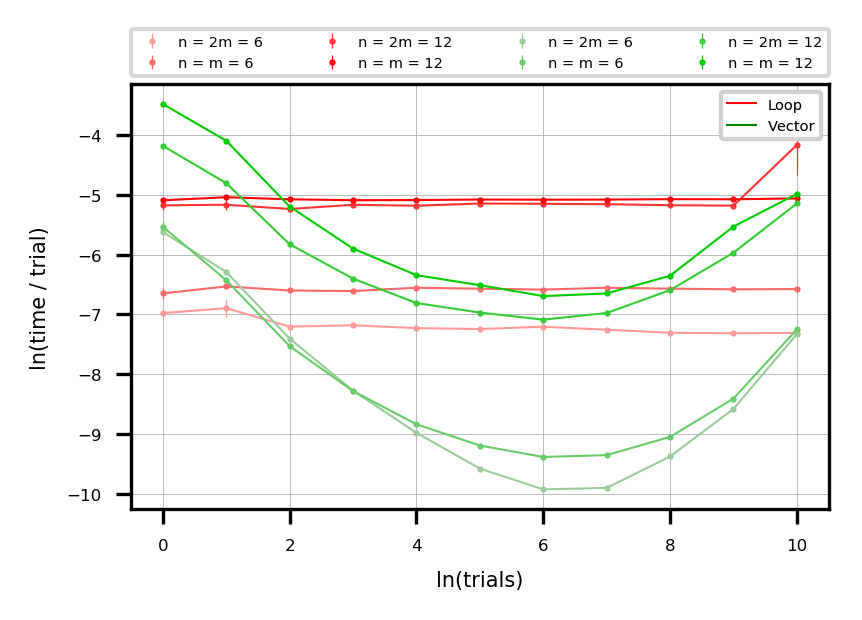 n = 2m = 6 n = 2m = 12 n = 2m = 6 n = 2m = 12
n = m = 6 n = m = 12 n = m = 6 n = m = 12
Loop
Vector
−4
−5
−6
−7
−8
−9
−10
ln(time / trial)
0 2 4 6 8 10
ln(trials)